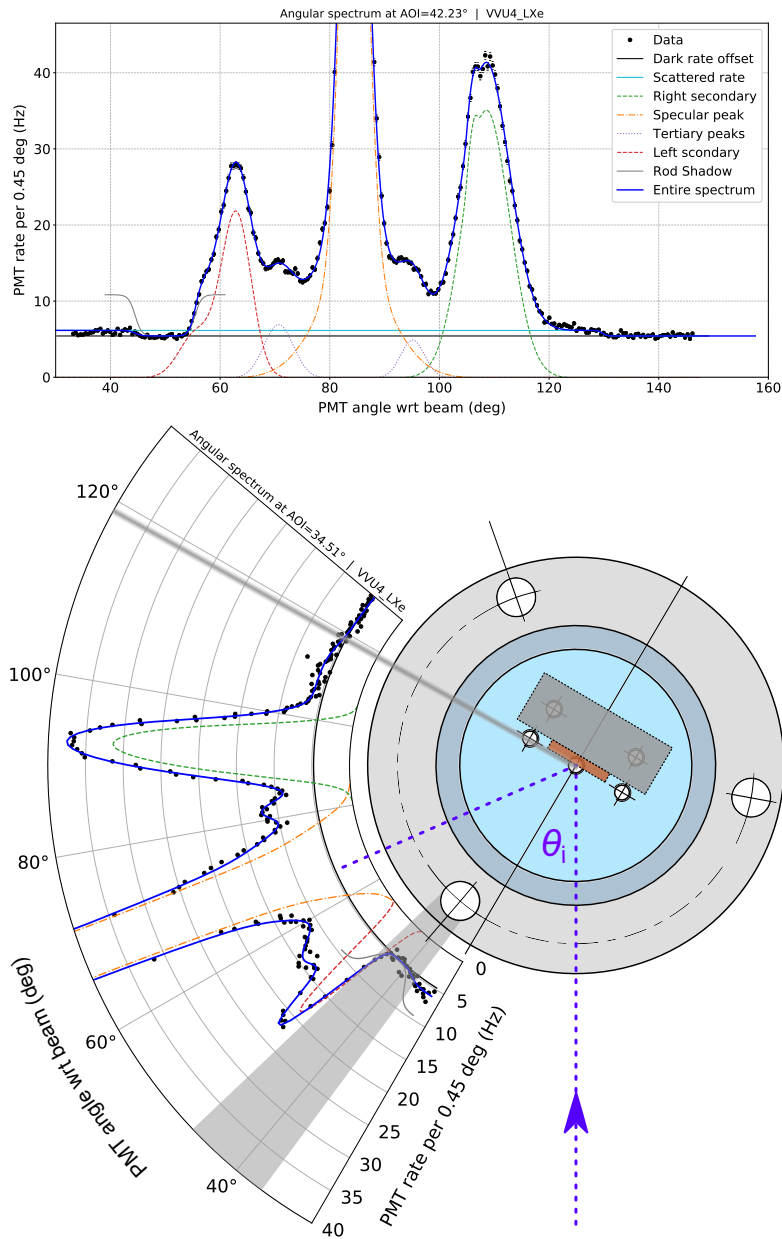 Angular spectrum at AOI=42.23° | VVU4_LXe
PMT rate per 0.45 deg (Hz)
40
30
20
10
0
Data
Dark rate offset
Scattered rate
Right secondary
Specular peak
Tertiary peaks
Left scondary
Rod Shadow
Entire spectrum
40
60
80
100
120
140
160
PMT angle wrt beam (deg)
Angular spectrum at AOI=34.51° | VVU4_LXe
120°
100°
80°
60°
40°
PMT angle wrt beam (deg)
θi
0
5
10
15
20
25
30
35
40
PMT rate per 0.45 deg (Hz)